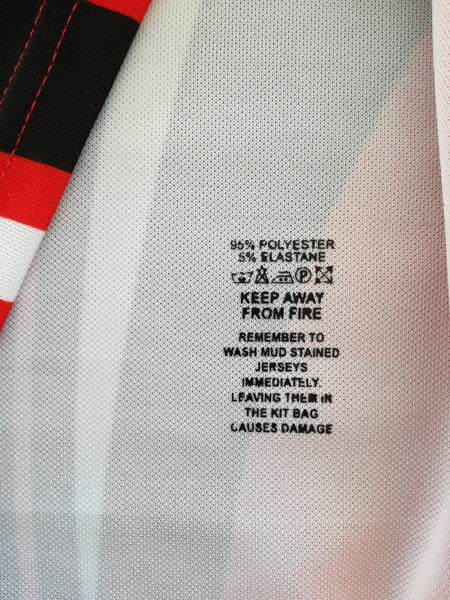 95% POLYESTER
5% ELASTANE
KEEP AWAY
FROM FIRE
REMEMBER TO
WASH MUD STAINED
JERSEYS
IMMEDIATELY.
LEAVING THEM IN
THE KIT BAG
CAUSES DAMAGE